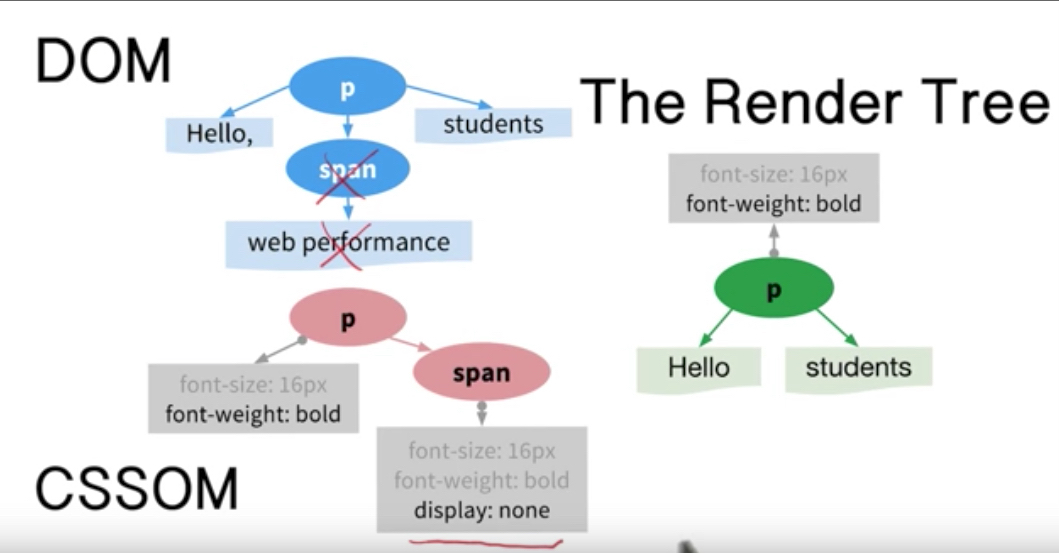 DOM
p
Hello,
students
span
web performance
The Render Tree
font-size: 16px
font-weight: bold
p
Hello
students
p
font-size: 16px
font-weight: bold
span
font-size: 16px
font-weight: bold
display: none
CSSOM